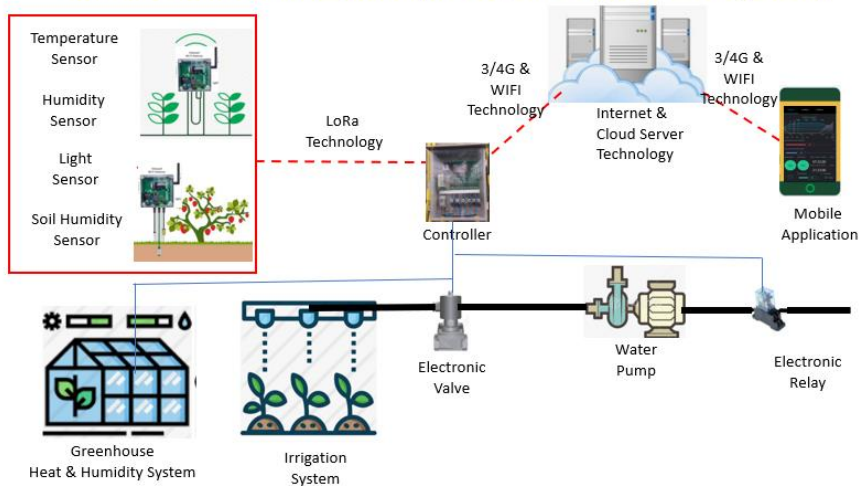 Temperature
Sensor
Humidity
Sensor
Light
Sensor
Soil Humidity
Sensor
LoRa
Technology
3/4G &
WIFI
Technology
Internet &
Cloud Server
Technology
3/4G &
WIFI
Technology
Controller
Mobile
Application
Greenhouse
Heat & Humidity System
Irrigation
System
Electronic
Valve
Water
Pump
Electronic
Relay